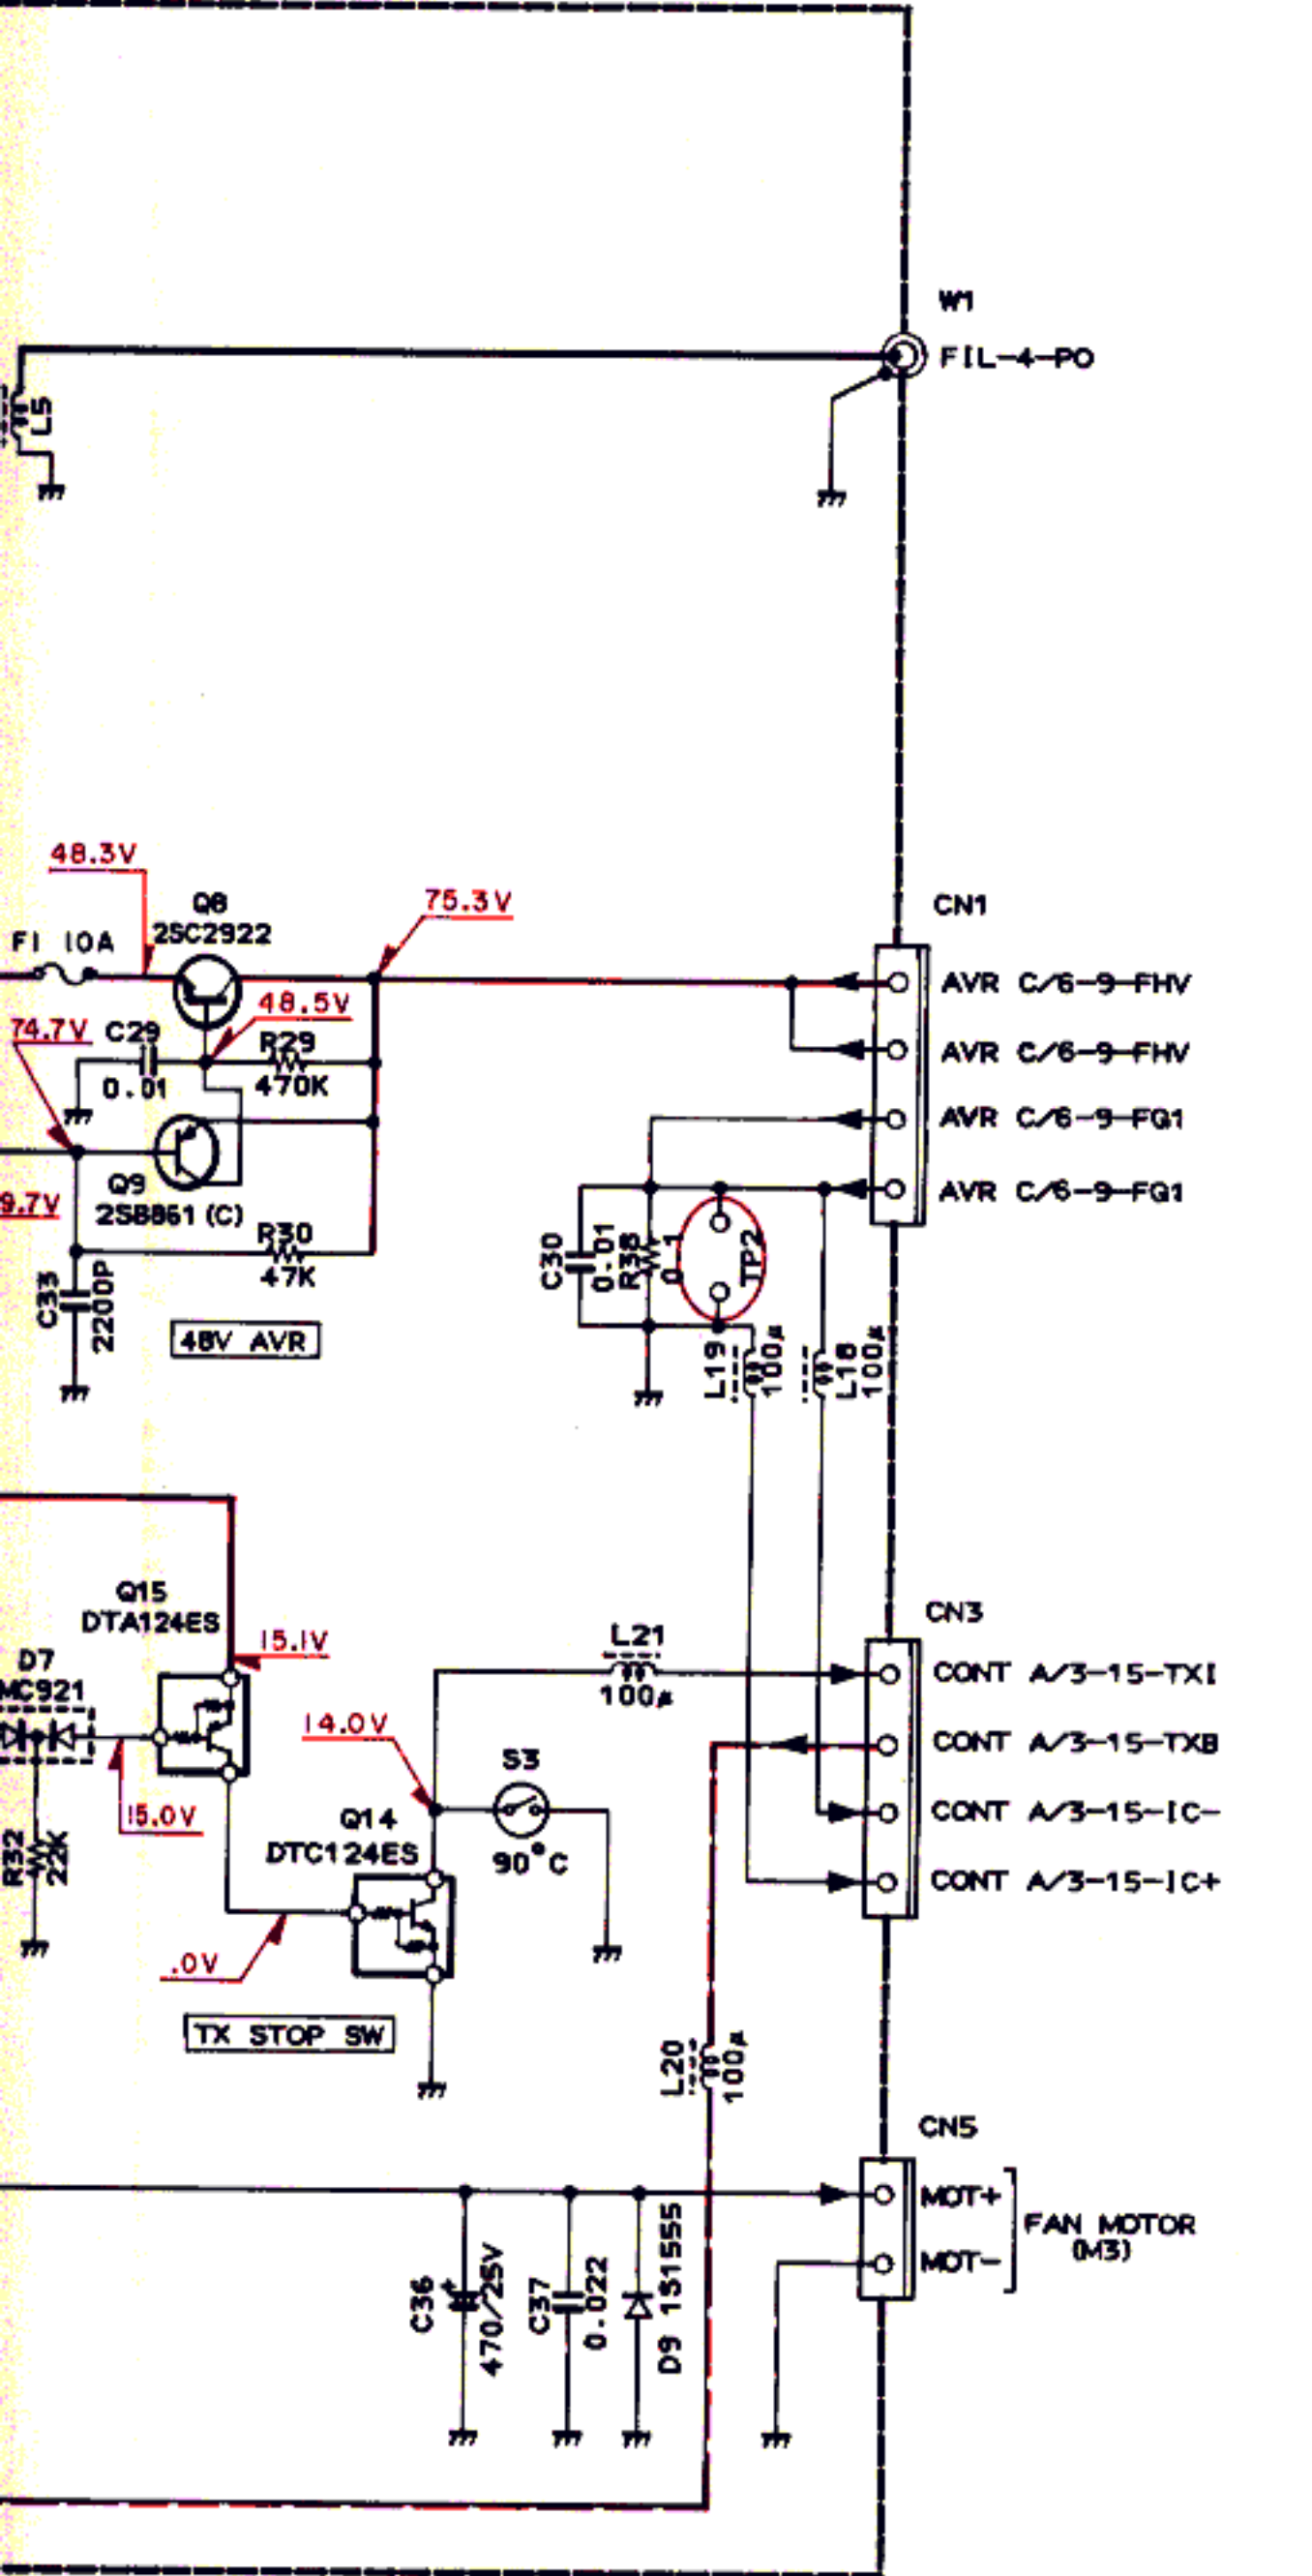 W1
FIL-4-PO
L5
48.3V
Q8
2SC2922
75.3V
CN1
F1 10A
AVR C/6-9-FHV
48.5V
74.7V
C29
0.01
R29
470K
AVR C/6-9-FHV
AVR C/6-9-FG1
Q9
2SB861 (C)
9.7V
AVR C/6-9-FG1
R30
47K
C30
0.01
R38
0.1
TP2
C33
2200P
48V AVR
L19
100μ
L18
100μ
Q15
DTA124ES
CN3
15.1V
L21
100μ
D7
MC921
CONT A/3-15-TXI
14.0V
CONT A/3-15-TXB
S3
90°C
15.0V
Q14
DTC124ES
CONT A/3-15-IC-
R32
22K
CONT A/3-15-IC+
.0V
TX STOP SW
L20
100μ
CN5
MOT+
FAN MOTOR
(M3)
MOT-
C36
+
470/25V
C37
0.022
D9 1S1555